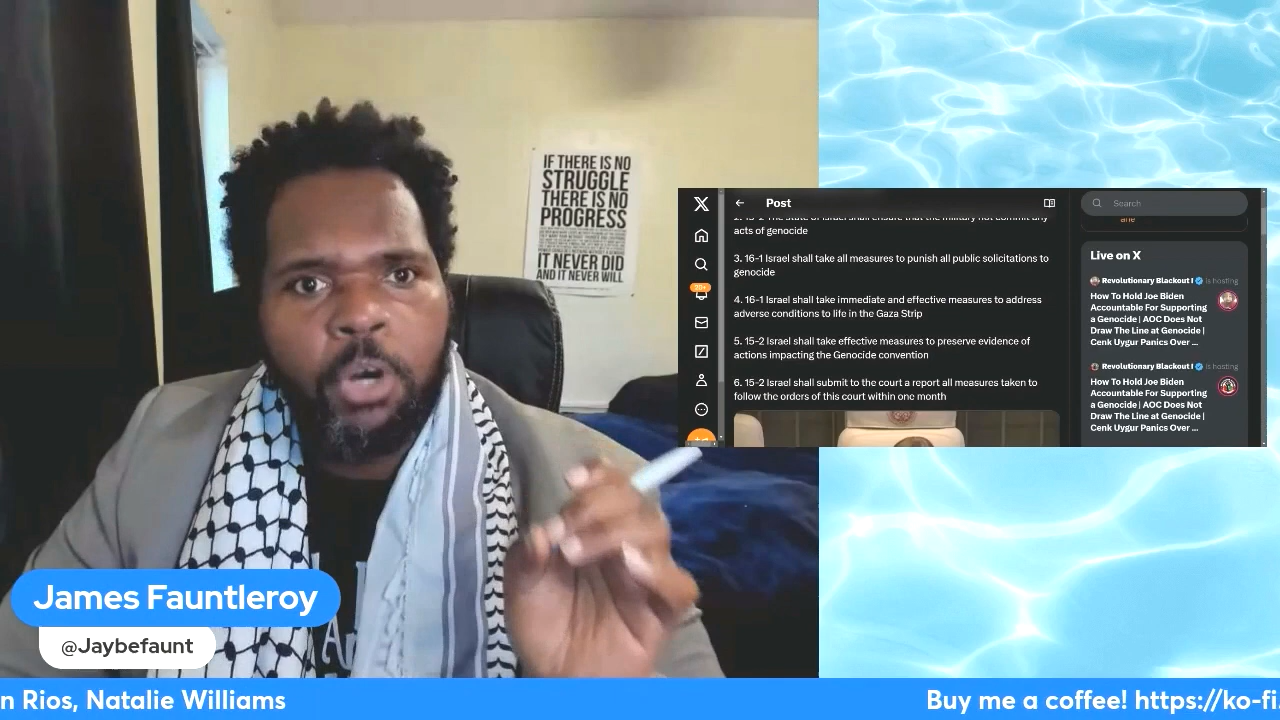 IF THERE IS NO
STRUGGLE
THERE IS NO
PROGRESS
IT NEVER DID
AND IT NEVER WILL
Post
Search
acts of genocide
3. 16-1 Israel shall take all measures to punish all public solicitations to
genocide
4. 16-1 Israel shall take immediate and effective measures to address
adverse conditions to life in the Gaza Strip
5. 15-2 Israel shall take effective measures to preserve evidence of
actions impacting the Genocide convention
6. 15-2 Israel shall submit to the court a report all measures taken to
follow the orders of this court within one month
20+
Live on X
Revolutionary Blackout I is hosting
How To Hold Joe Biden
Accountable For Supporting
a Genocide | AOC Does Not
Draw The Line at Genocide |
Cenk Uygur Panics Over ...
Revolutionary Blackout I is hosting
How To Hold Joe Biden
Accountable For Supporting
a Genocide | AOC Does Not
Draw The Line at Genocide |
Cenk Uygur Panics Over ...
James Fauntleroy
@Jaybefaunt
n Rios, Natalie Williams
Buy me a coffee! https://ko-fi.